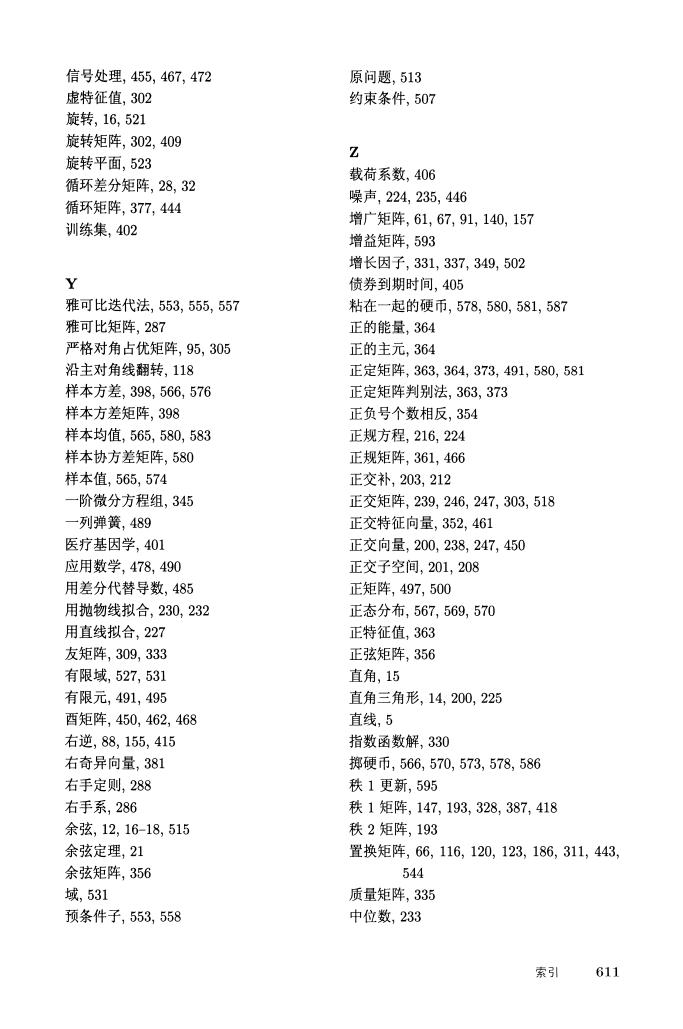 信号处理, 455, 467, 472
虚特征值, 302
旋转, 16, 521
旋转矩阵, 302, 409
旋转平面, 523
循环差分矩阵, 28, 32
循环矩阵, 377, 444
训练集, 402
Y
雅可比迭代法, 553, 555, 557
雅可比矩阵, 287
严格对角占优矩阵, 95, 305
沿主对角线翻转, 118
样本方差, 398, 566, 576
样本方差矩阵, 398
样本均值, 565, 580, 583
样本协方差矩阵, 580
样本值, 565, 574
一阶微分方程组, 345
一列弹簧, 489
医疗基因学, 401
应用数学, 478, 490
用差分代替导数, 485
用抛物线拟合, 230, 232
用直线拟合, 227
友矩阵, 309, 333
有限域, 527, 531
有限元, 491, 495
酉矩阵, 450, 462, 468
右逆, 88, 155, 415
右奇异向量, 381
右手定则, 288
右手系, 286
余弦, 12, 16–18, 515
余弦定理, 21
余弦矩阵, 356
域, 531
预条件子, 553, 558
原问题, 513
约束条件, 507
Z
载荷系数, 406
噪声, 224, 235, 446
增广矩阵, 61, 67, 91, 140, 157
增益矩阵, 593
增长因子, 331, 337, 349, 502
债券到期时间, 405
粘在一起的硬币, 578, 580, 581, 587
正的能量, 364
正的主元, 364
正定矩阵, 363, 364, 373, 491, 580, 581
正定矩阵判别法, 363, 373
正负号个数相反, 354
正规方程, 216, 224
正规矩阵, 361, 466
正交补, 203, 212
正交矩阵, 239, 246, 247, 303, 518
正交特征向量, 352, 461
正交向量, 200, 238, 247, 450
正交子空间, 201, 208
正矩阵, 497, 500
正态分布, 567, 569, 570
正特征值, 363
正弦矩阵, 356
直角, 15
直角三角形, 14, 200, 225
直线, 5
指数函数解, 330
掷硬币, 566, 570, 573, 578, 586
秩 1 更新, 595
秩 1 矩阵, 147, 193, 328, 387, 418
秩 2 矩阵, 193
置换矩阵, 66, 116, 120, 123, 186, 311, 443,
544
质量矩阵, 335
中位数, 233
索引 611